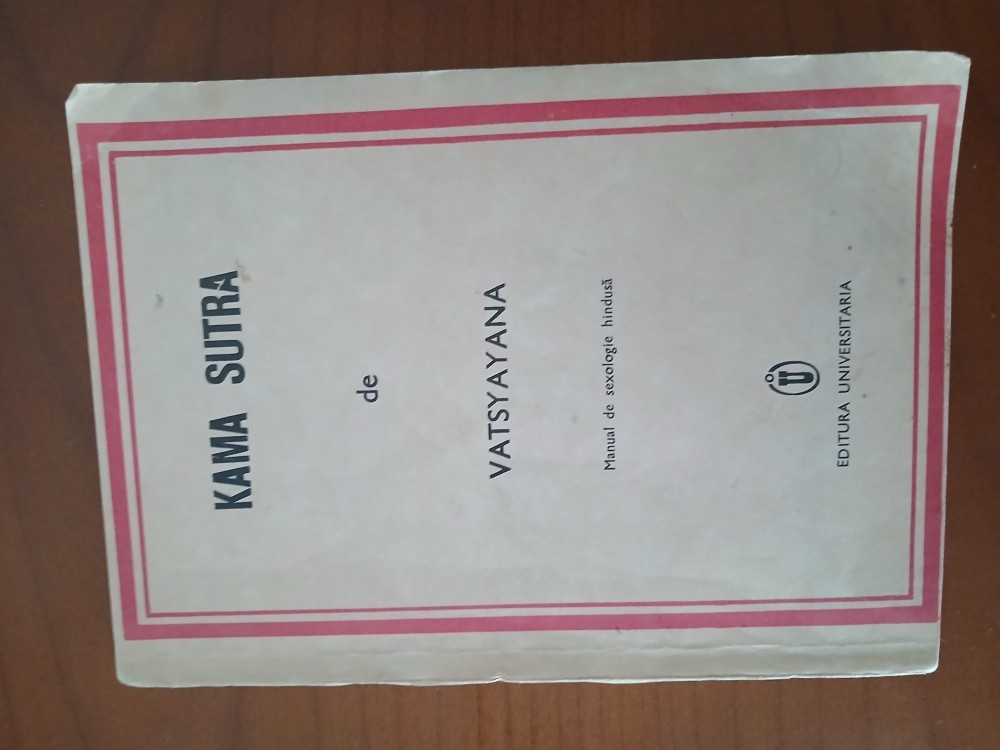 KAMA SUTRA
de
VATSYAYANA
Manual de sexologie hindusă
U
EDITURA UNIVERSITARIA